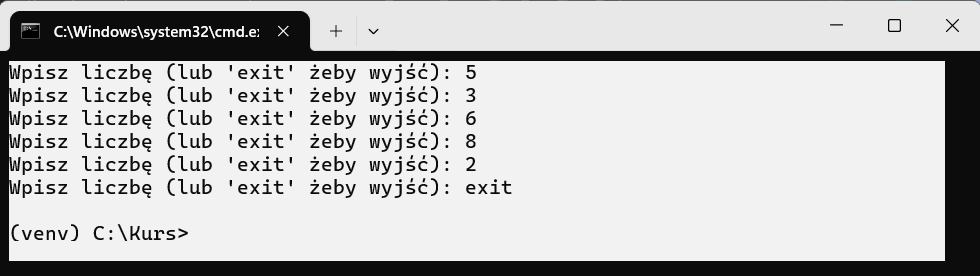 C:\Windows\system32\cmd.e
Wpisz liczbę (lub 'exit' żeby wyjść): 5
Wpisz liczbę (lub 'exit' żeby wyjść): 3
Wpisz liczbę (lub 'exit' żeby wyjść): 6
Wpisz liczbę (lub 'exit' żeby wyjść): 8
Wpisz liczbę (lub 'exit' żeby wyjść): 2
Wpisz liczbę (lub 'exit' żeby wyjść): exit
(venv) C:\Kurs>